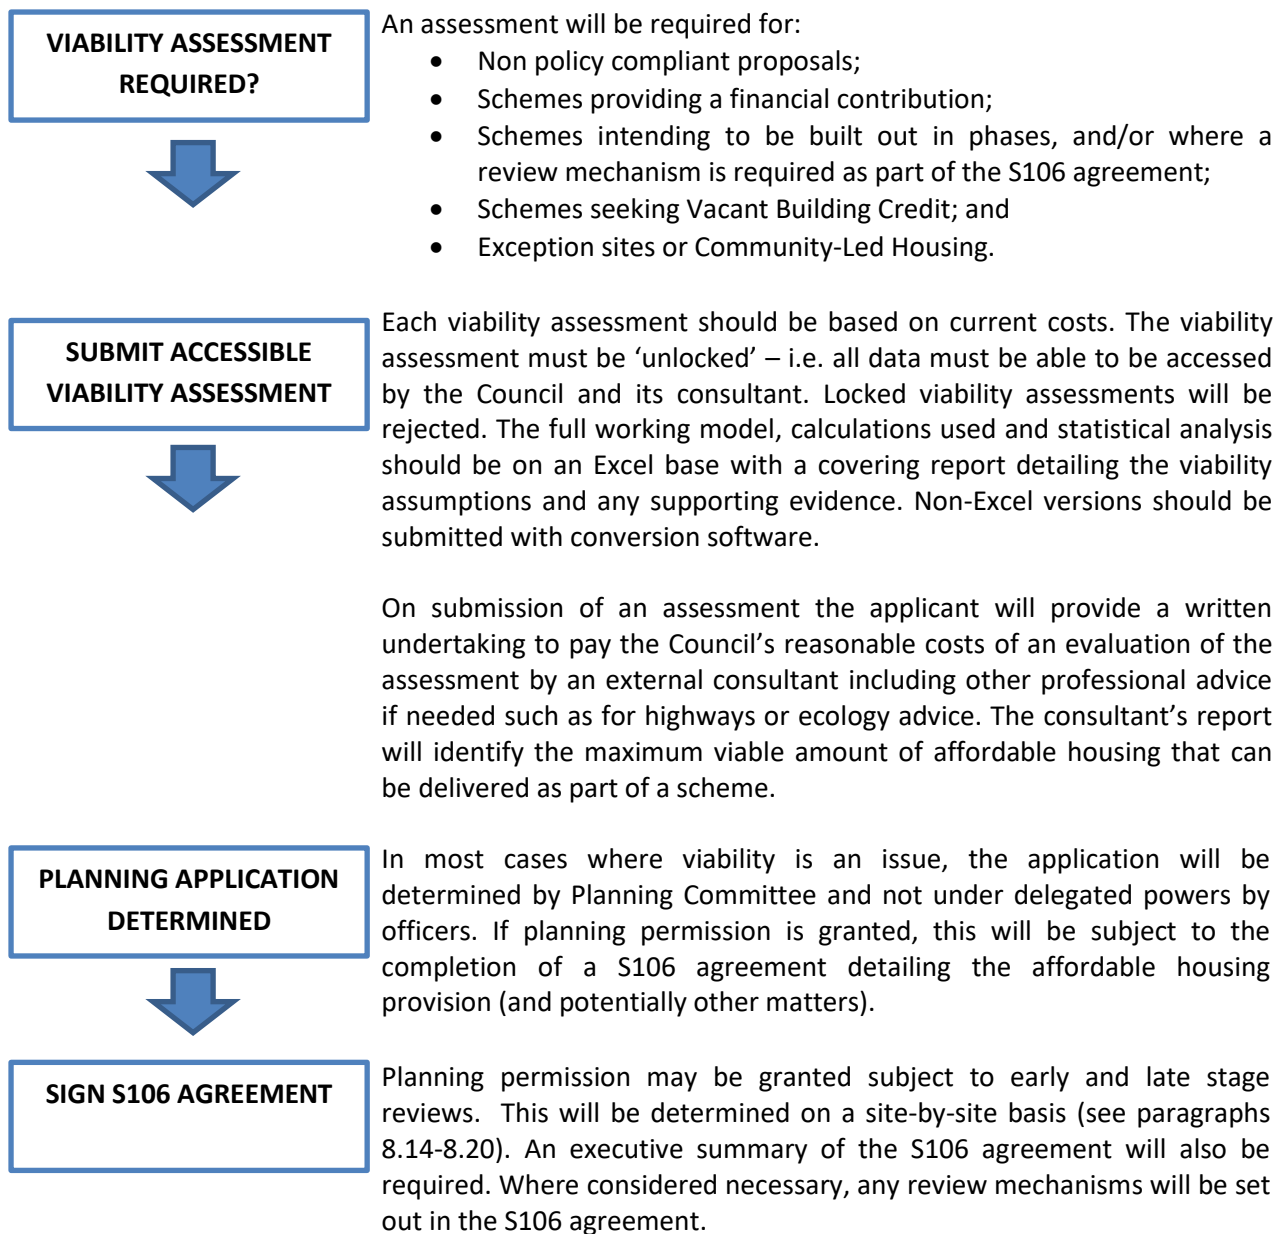 VIABILITY ASSESSMENT
REQUIRED?
An assessment will be required for:
• Non policy compliant proposals;
• Schemes providing a financial contribution;
• Schemes intending to be built out in phases, and/or where a
review mechanism is required as part of the S106 agreement;
• Schemes seeking Vacant Building Credit; and
• Exception sites or Community-Led Housing.
SUBMIT ACCESSIBLE
VIABILITY ASSESSMENT
Each viability assessment should be based on current costs. The viability
assessment must be ‘unlocked’ – i.e. all data must be able to be accessed
by the Council and its consultant. Locked viability assessments will be
rejected. The full working model, calculations used and statistical analysis
should be on an Excel base with a covering report detailing the viability
assumptions and any supporting evidence. Non-Excel versions should be
submitted with conversion software.
On submission of an assessment the applicant will provide a written
undertaking to pay the Council’s reasonable costs of an evaluation of the
assessment by an external consultant including other professional advice
if needed such as for highways or ecology advice. The consultant’s report
will identify the maximum viable amount of affordable housing that can
be delivered as part of a scheme.
PLANNING APPLICATION
DETERMINED
In most cases where viability is an issue, the application will be
determined by Planning Committee and not under delegated powers by
officers. If planning permission is granted, this will be subject to the
completion of a S106 agreement detailing the affordable housing
provision (and potentially other matters).
SIGN S106 AGREEMENT
Planning permission may be granted subject to early and late stage
reviews. This will be determined on a site-by-site basis (see paragraphs
8.14-8.20). An executive summary of the S106 agreement will also be
required. Where considered necessary, any review mechanisms will be set
out in the S106 agreement.